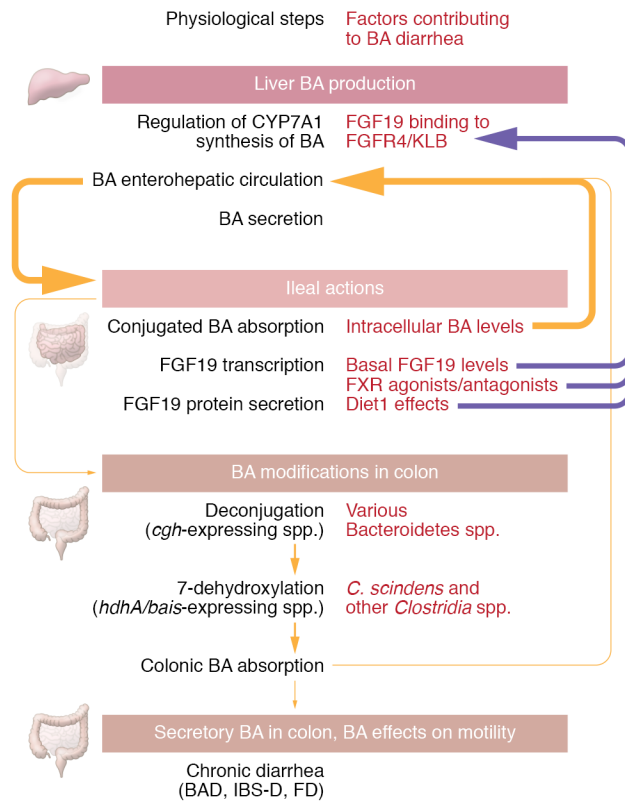 Physiological steps
Factors contributing
to BA diarrhea
Liver BA production
Regulation of CYP7A1
synthesis of BA
FGF19 binding to
FGFR4/KLB
BA enterohepatic circulation
BA secretion
Ileal actions
Conjugated BA absorption
Intracellular BA levels
FGF19 transcription
Basal FGF19 levels
FXR agonists/antagonists
FGF19 protein secretion
Diet1 effects
BA modifications in colon
Deconjugation
(cgh-expressing spp.)
Various
Bacteroidetes spp.
7-dehydroxylation
(hdhA/bais-expressing spp.)
C. scindens and
other Clostridia spp.
Colonic BA absorption
Secretory BA in colon, BA effects on motility
Chronic diarrhea
(BAD, IBS-D, FD)